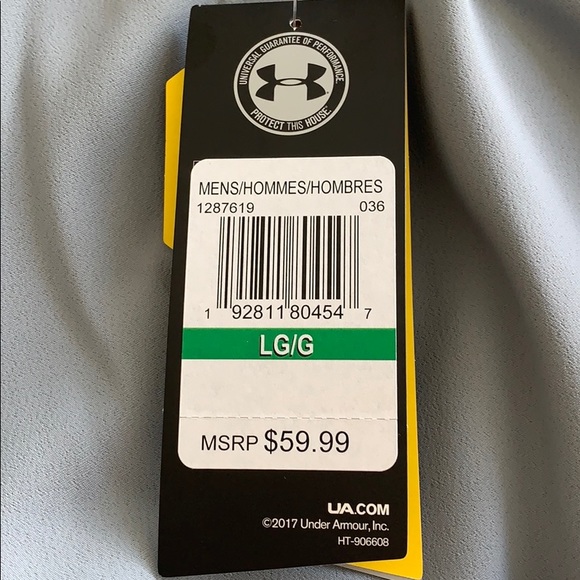 UNIVERSAL GUARANTEE OF PERFORMANCE.
PROTECT THIS HOUSE.
MENS/HOMMES/HOMBRES
1287619 036
1 92811 80454 7
LG/G
MSRP $59.99
UA.COM
©2017 Under Armour, Inc.
HT-906608